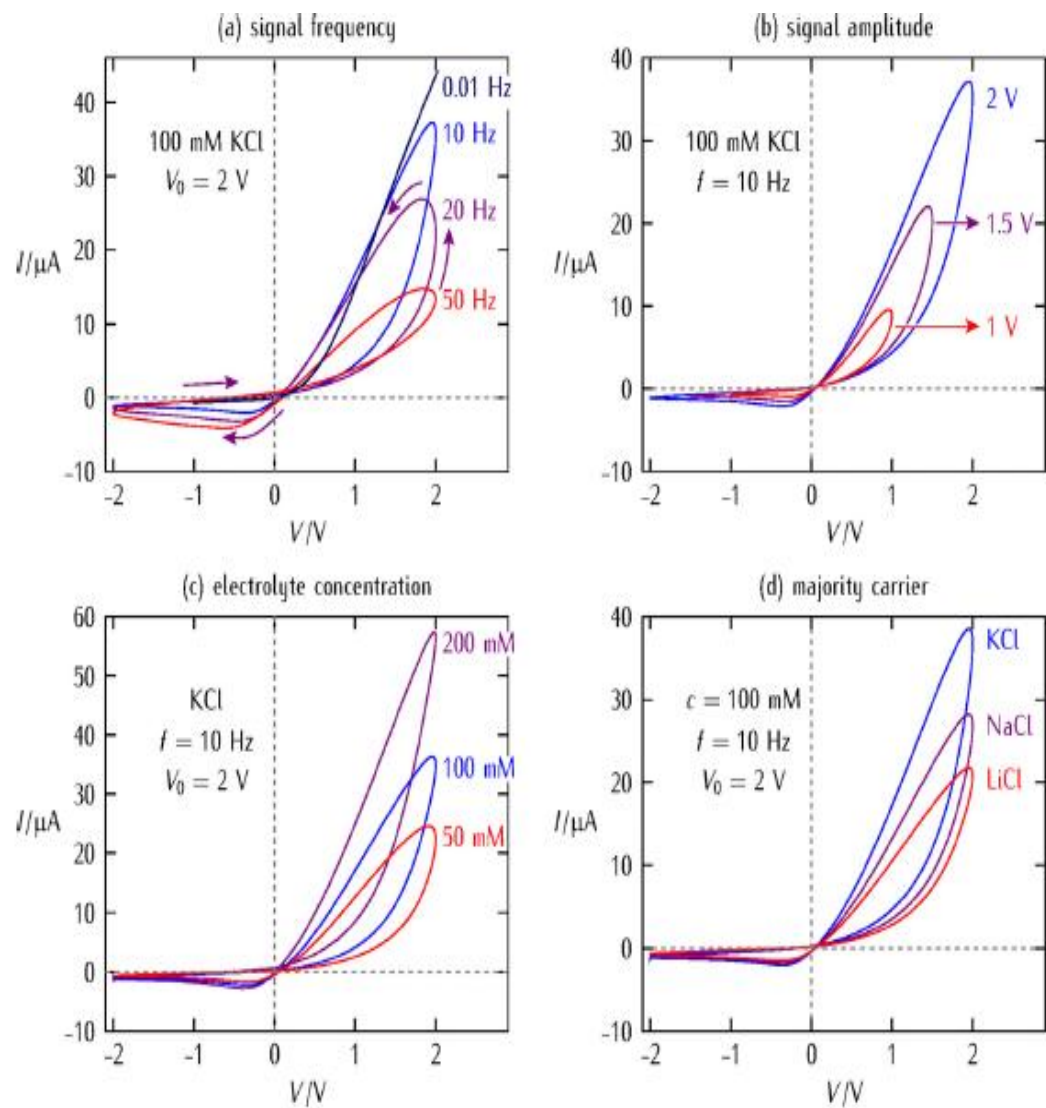 (a) signal frequency
40
30
20
10
0
−10
−2
−1
0
1
2
I/μA
V/V
100 mM KCl
V₀ = 2 V
0.01 Hz
10 Hz
20 Hz
50 Hz
(b) signal amplitude
40
30
20
10
0
−10
−2
−1
0
1
2
I/μA
V/V
100 mM KCl
f = 10 Hz
2 V
1.5 V
1 V
(c) electrolyte concentration
60
50
40
30
20
10
0
−10
−2
−1
0
1
2
I/μA
V/V
KCl
f = 10 Hz
V₀ = 2 V
200 mM
100 mM
50 mM
(d) majority carrier
40
30
20
10
0
−10
−2
−1
0
1
2
I/μA
V/V
c = 100 mM
f = 10 Hz
V₀ = 2 V
KCl
NaCl
LiCl